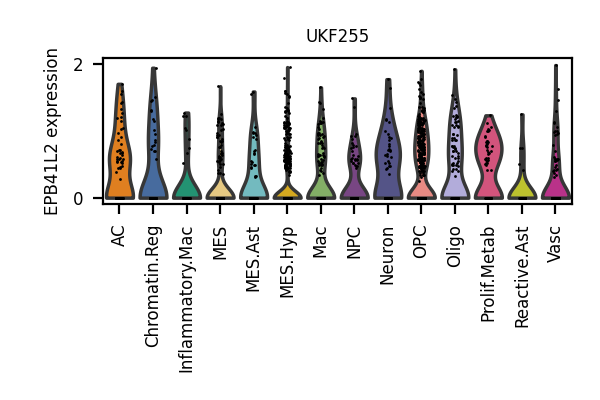 UKF255
EPB41L2 expression
2
0
AC
Chromatin.Reg
Inflammatory.Mac
MES
MES.Ast
MES.Hyp
Mac
NPC
Neuron
OPC
Oligo
Prolif.Metab
Reactive.Ast
Vasc